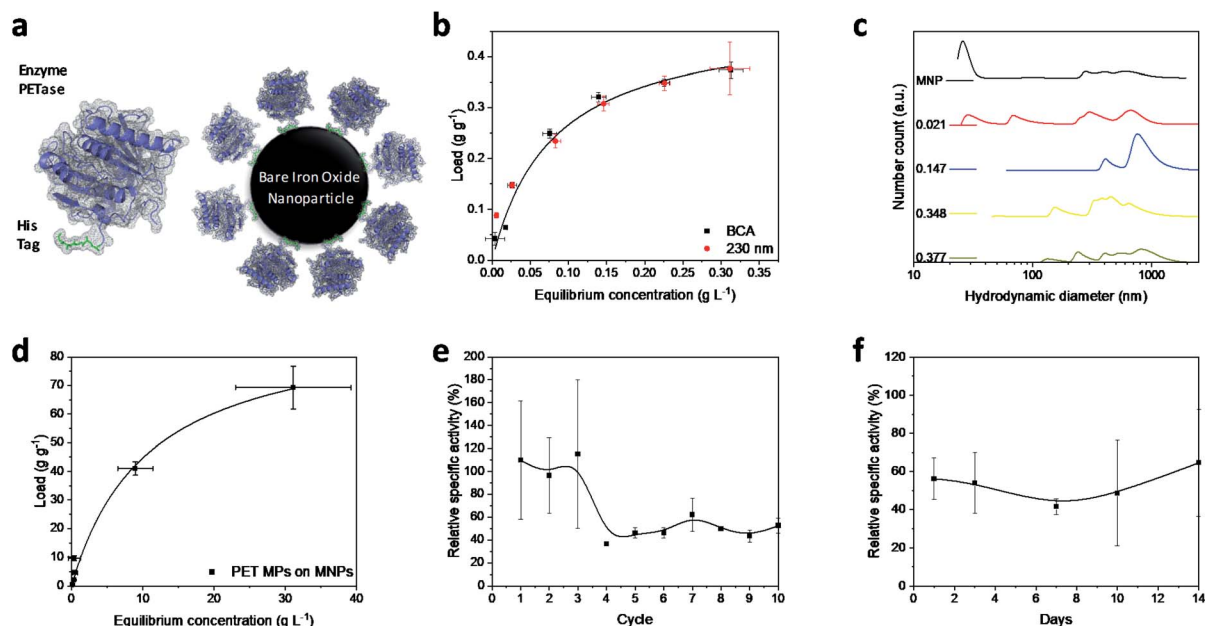 a
Enzyme
PETase
His
Tag
Bare Iron Oxide
Nanoparticle
b
Load (g g⁻¹)
0.4
0.3
0.2
0.1
0.0
0.00 0.05 0.10 0.15 0.20 0.25 0.30 0.35
Equilibrium concentration (g L⁻¹)
BCA
230 nm
c
Number count (a.u.)
MNP
0.021
0.147
0.348
0.377
10 100 1000
Hydrodynamic diameter (nm)
d
Load (g g⁻¹)
80
70
60
50
40
30
20
10
0
0 10 20 30 40
Equilibrium concentration (g L⁻¹)
PET MPs on MNPs
e
Relative specific activity (%)
200
180
160
140
120
100
80
60
40
20
0
1 2 3 4 5 6 7 8 9 10
Cycle
f
Relative specific activity (%)
120
100
80
60
40
20
0
0 2 4 6 8 10 12 14
Days